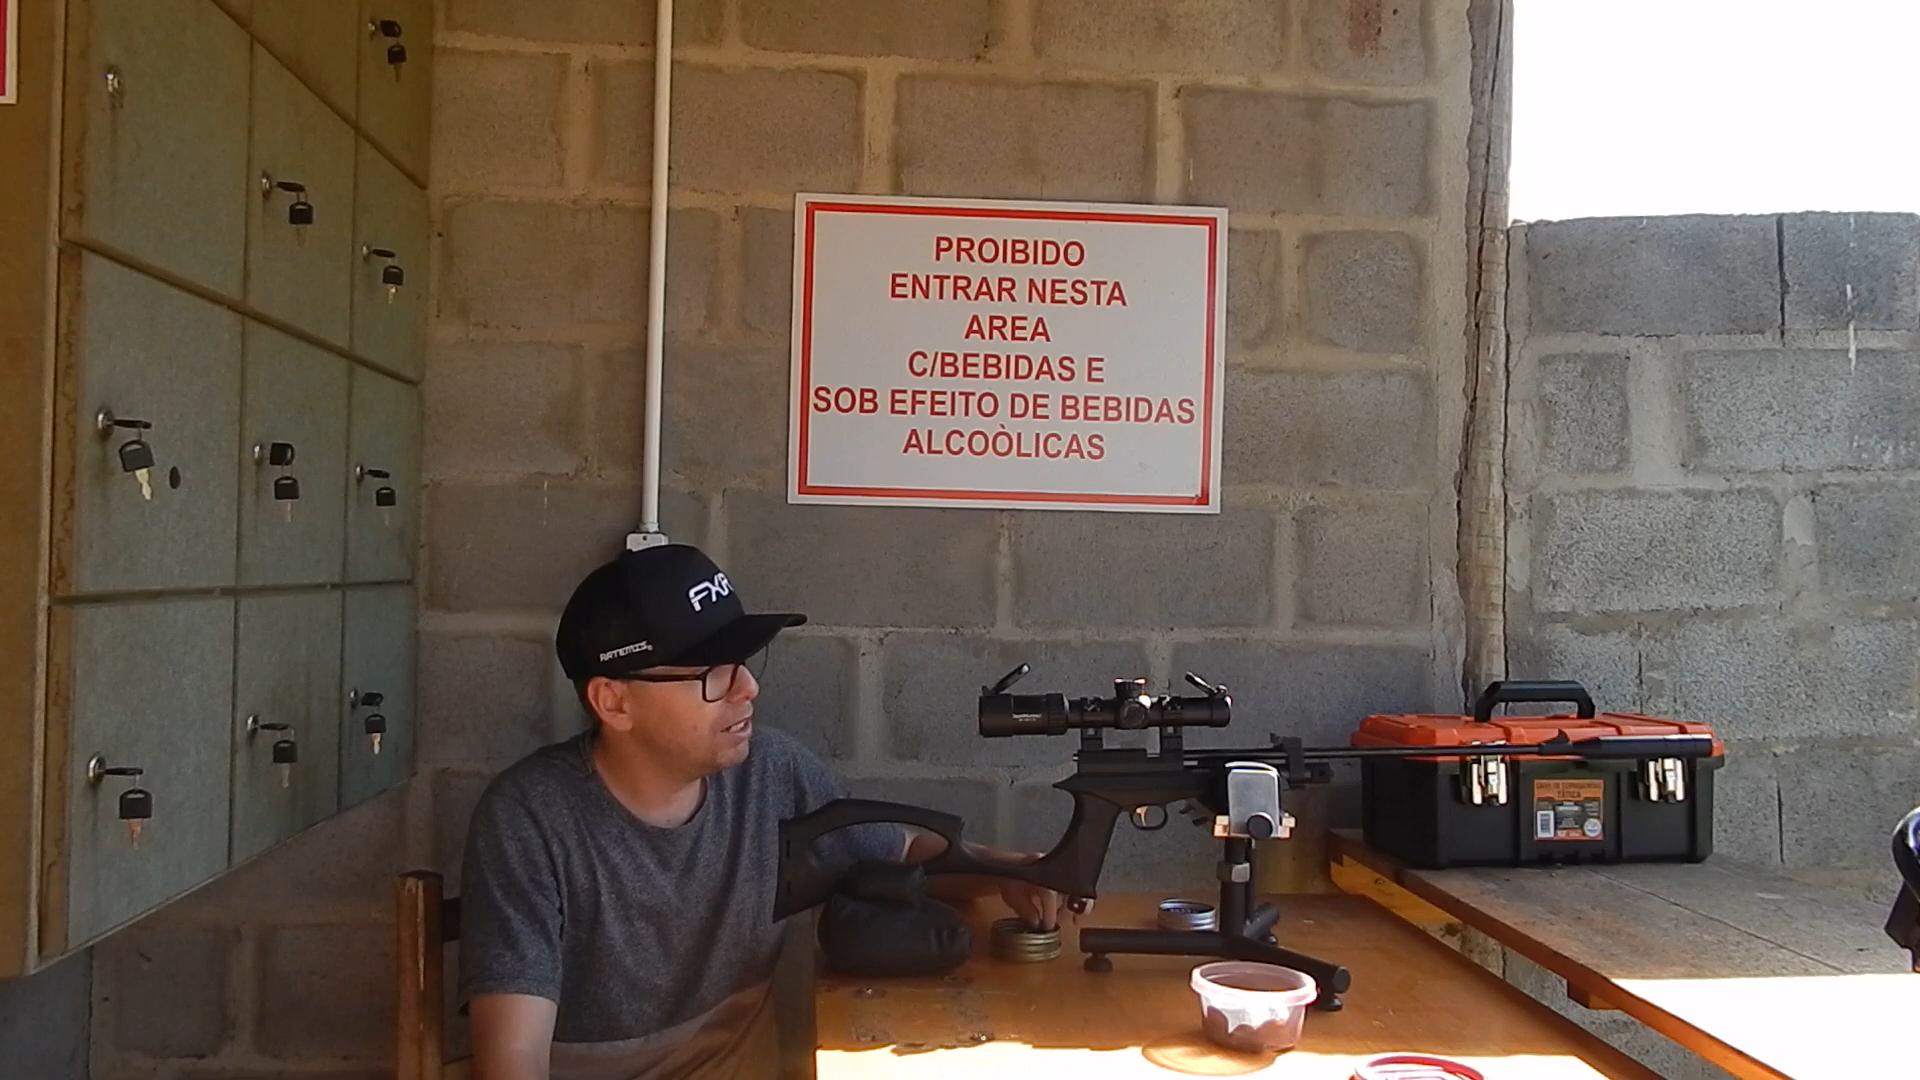 PROIBIDO
ENTRAR NESTA
AREA
C/BEBIDAS E
SOB EFEITO DE BEBIDAS
ALCOÒLICAS
FXR
ARTEMIS